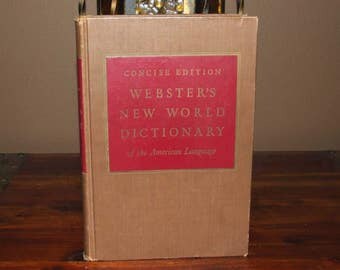 CONCISE EDITION
WEBSTER'S
NEW WORLD
DICTIONARY
of the American Language